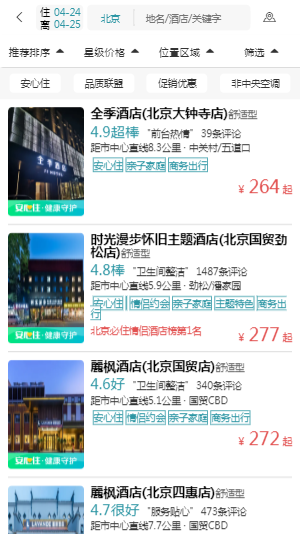 住 04-24
离 04-25
北京
地名/酒店/关键字
推荐排序
星级价格
位置区域
筛选
安心住
品质联盟
促销优惠
非中央空调
全季酒店(北京大钟寺店)舒适型
4.9超棒 “前台热情” 39条评论
距市中心直线8.3公里·中关村/五道口
安心住 亲子家庭 商务出行
¥ 264 起
全季酒店
JI HOTEL
安心住·健康守护
时光漫步怀旧主题酒店(北京国贸劲松店)舒适型
4.8棒 “卫生间整洁” 1487条评论
距市中心直线5.9公里·劲松/潘家园
安心住 情侣约会 亲子家庭 主题特色 商务出行
北京必住情侣酒店榜第1名
¥ 277 起
安心住·健康守护
麗枫酒店(北京国贸店)舒适型
4.6好 “卫生间整洁” 340条评论
距市中心直线5.1公里·国贸CBD
安心住 情侣约会 亲子家庭 商务出行
¥ 272 起
安心住·健康守护
麗枫酒店(北京四惠店)舒适型
4.7很好 “服务贴心” 473条评论
距市中心直线7.7公里·国贸CBD
LAVANDE HOTEL